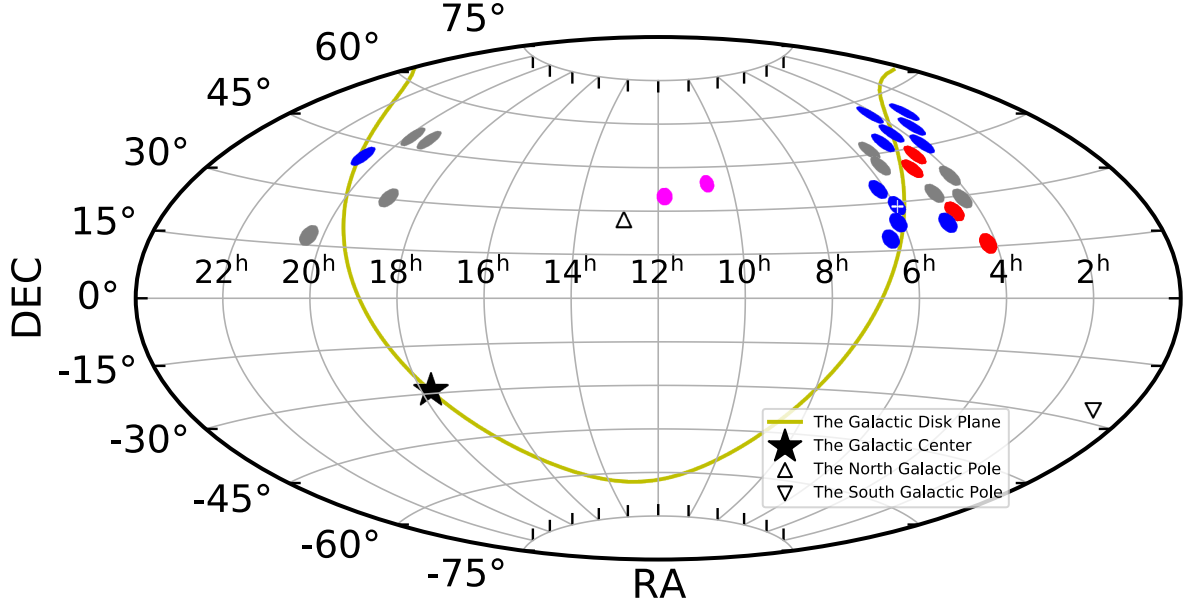 75°
60°
45°
30°
15°
22h 20h 18h 16h 14h 12h 10h 8h 6h 4h 2h
0°
DEC
-15°
-30°
-45°
-60°
-75°
The Galactic Disk Plane
The Galactic Center
The North Galactic Pole
The South Galactic Pole
RA